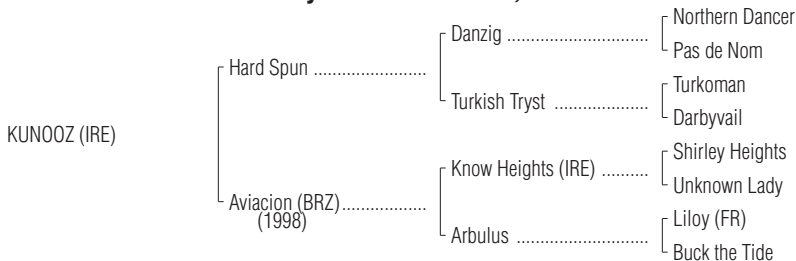 Northern Dancer
Danzig ..............................
Pas de Nom
Hard Spun ........................
Turkoman
Turkish Tryst ....................
Darbyvail
KUNOOZ (IRE)
Shirley Heights
Know Heights (IRE) ..........
Unknown Lady
Aviacion (BRZ)..................
(1998)
Liloy (FR)
Arbulus ............................
Buck the Tide